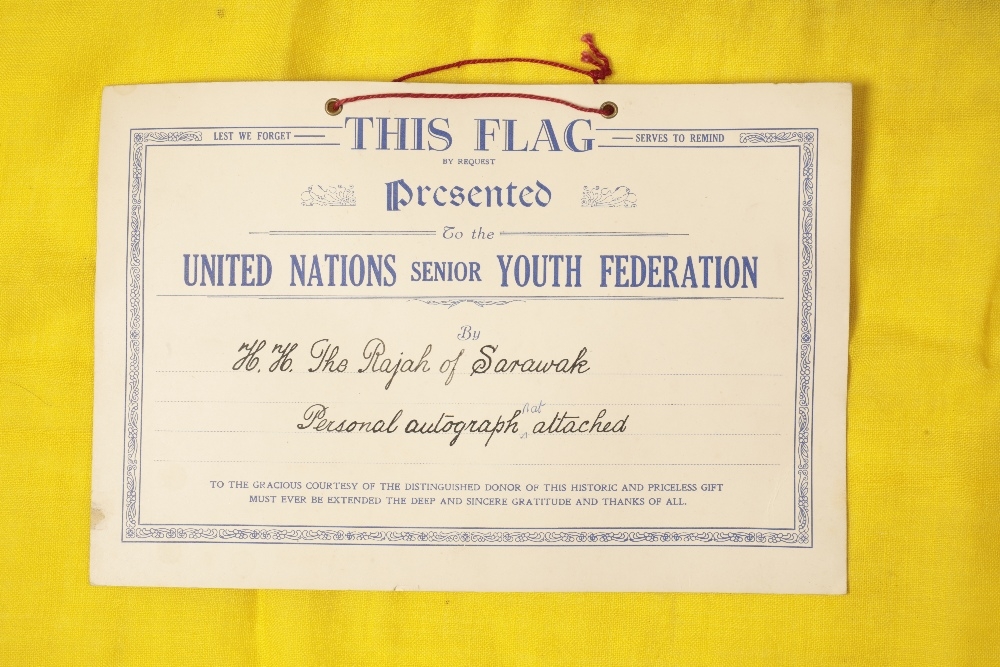 LEST WE FORGET THIS FLAG SERVES TO REMIND
BY REQUEST
Presented
To the
UNITED NATIONS SENIOR YOUTH FEDERATION
By
H.H. The Rajah of Sarawak
Personal autograph not attached
TO THE GRACIOUS COURTESY OF THE DISTINGUISHED DONOR OF THIS HISTORIC AND PRICELESS GIFT
MUST EVER BE EXTENDED THE DEEP AND SINCERE GRATITUDE AND THANKS OF ALL.